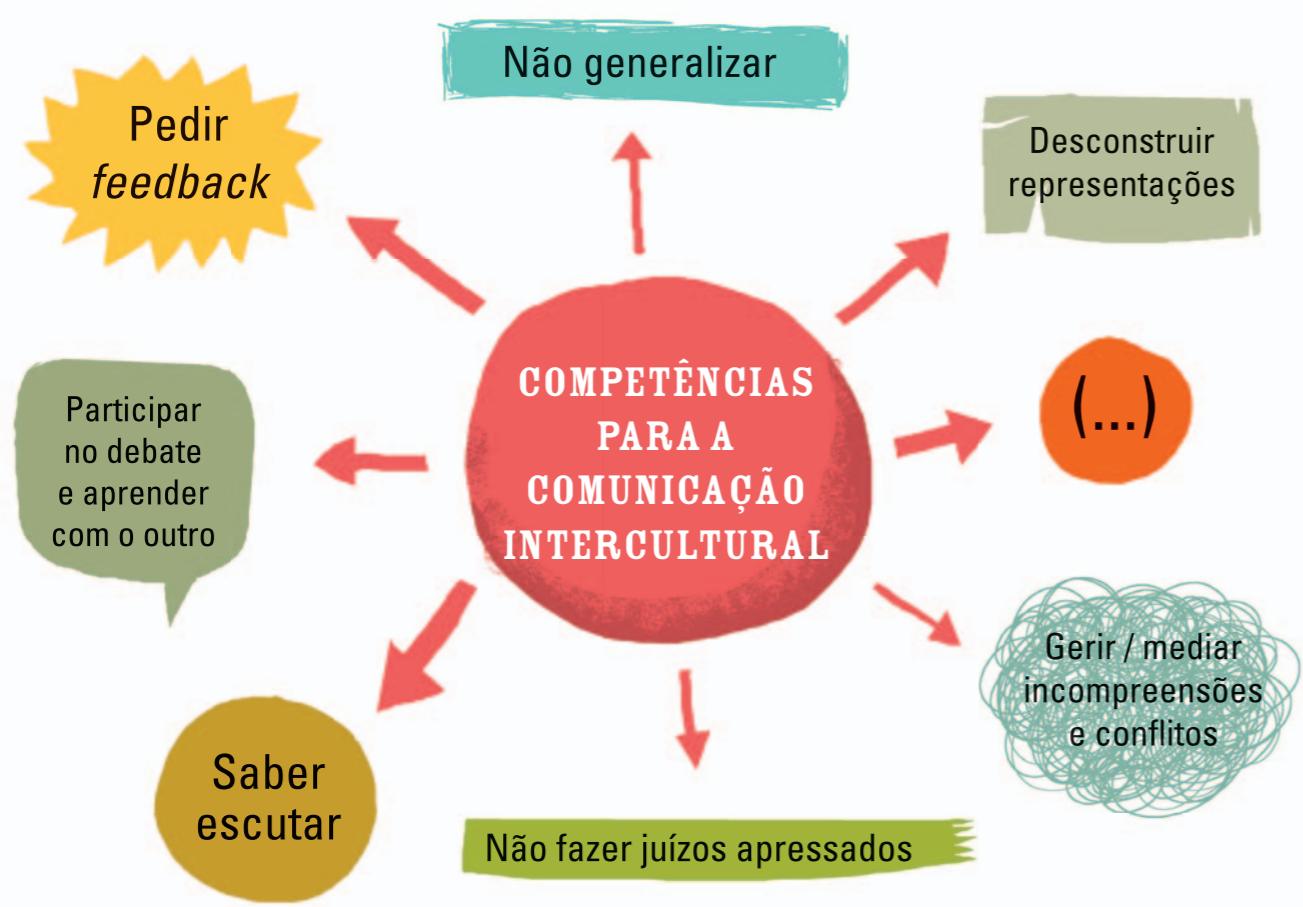 Não generalizar
Pedir
feedback
Desconstruir
representações
COMPETÊNCIAS
PARA A
COMUNICAÇÃO
INTERCULTURAL
(...)
Participar
no debate
e aprender
com o outro
Gerir / mediar
incompreensões
e conflitos
Saber
escutar
Não fazer juízos apressados